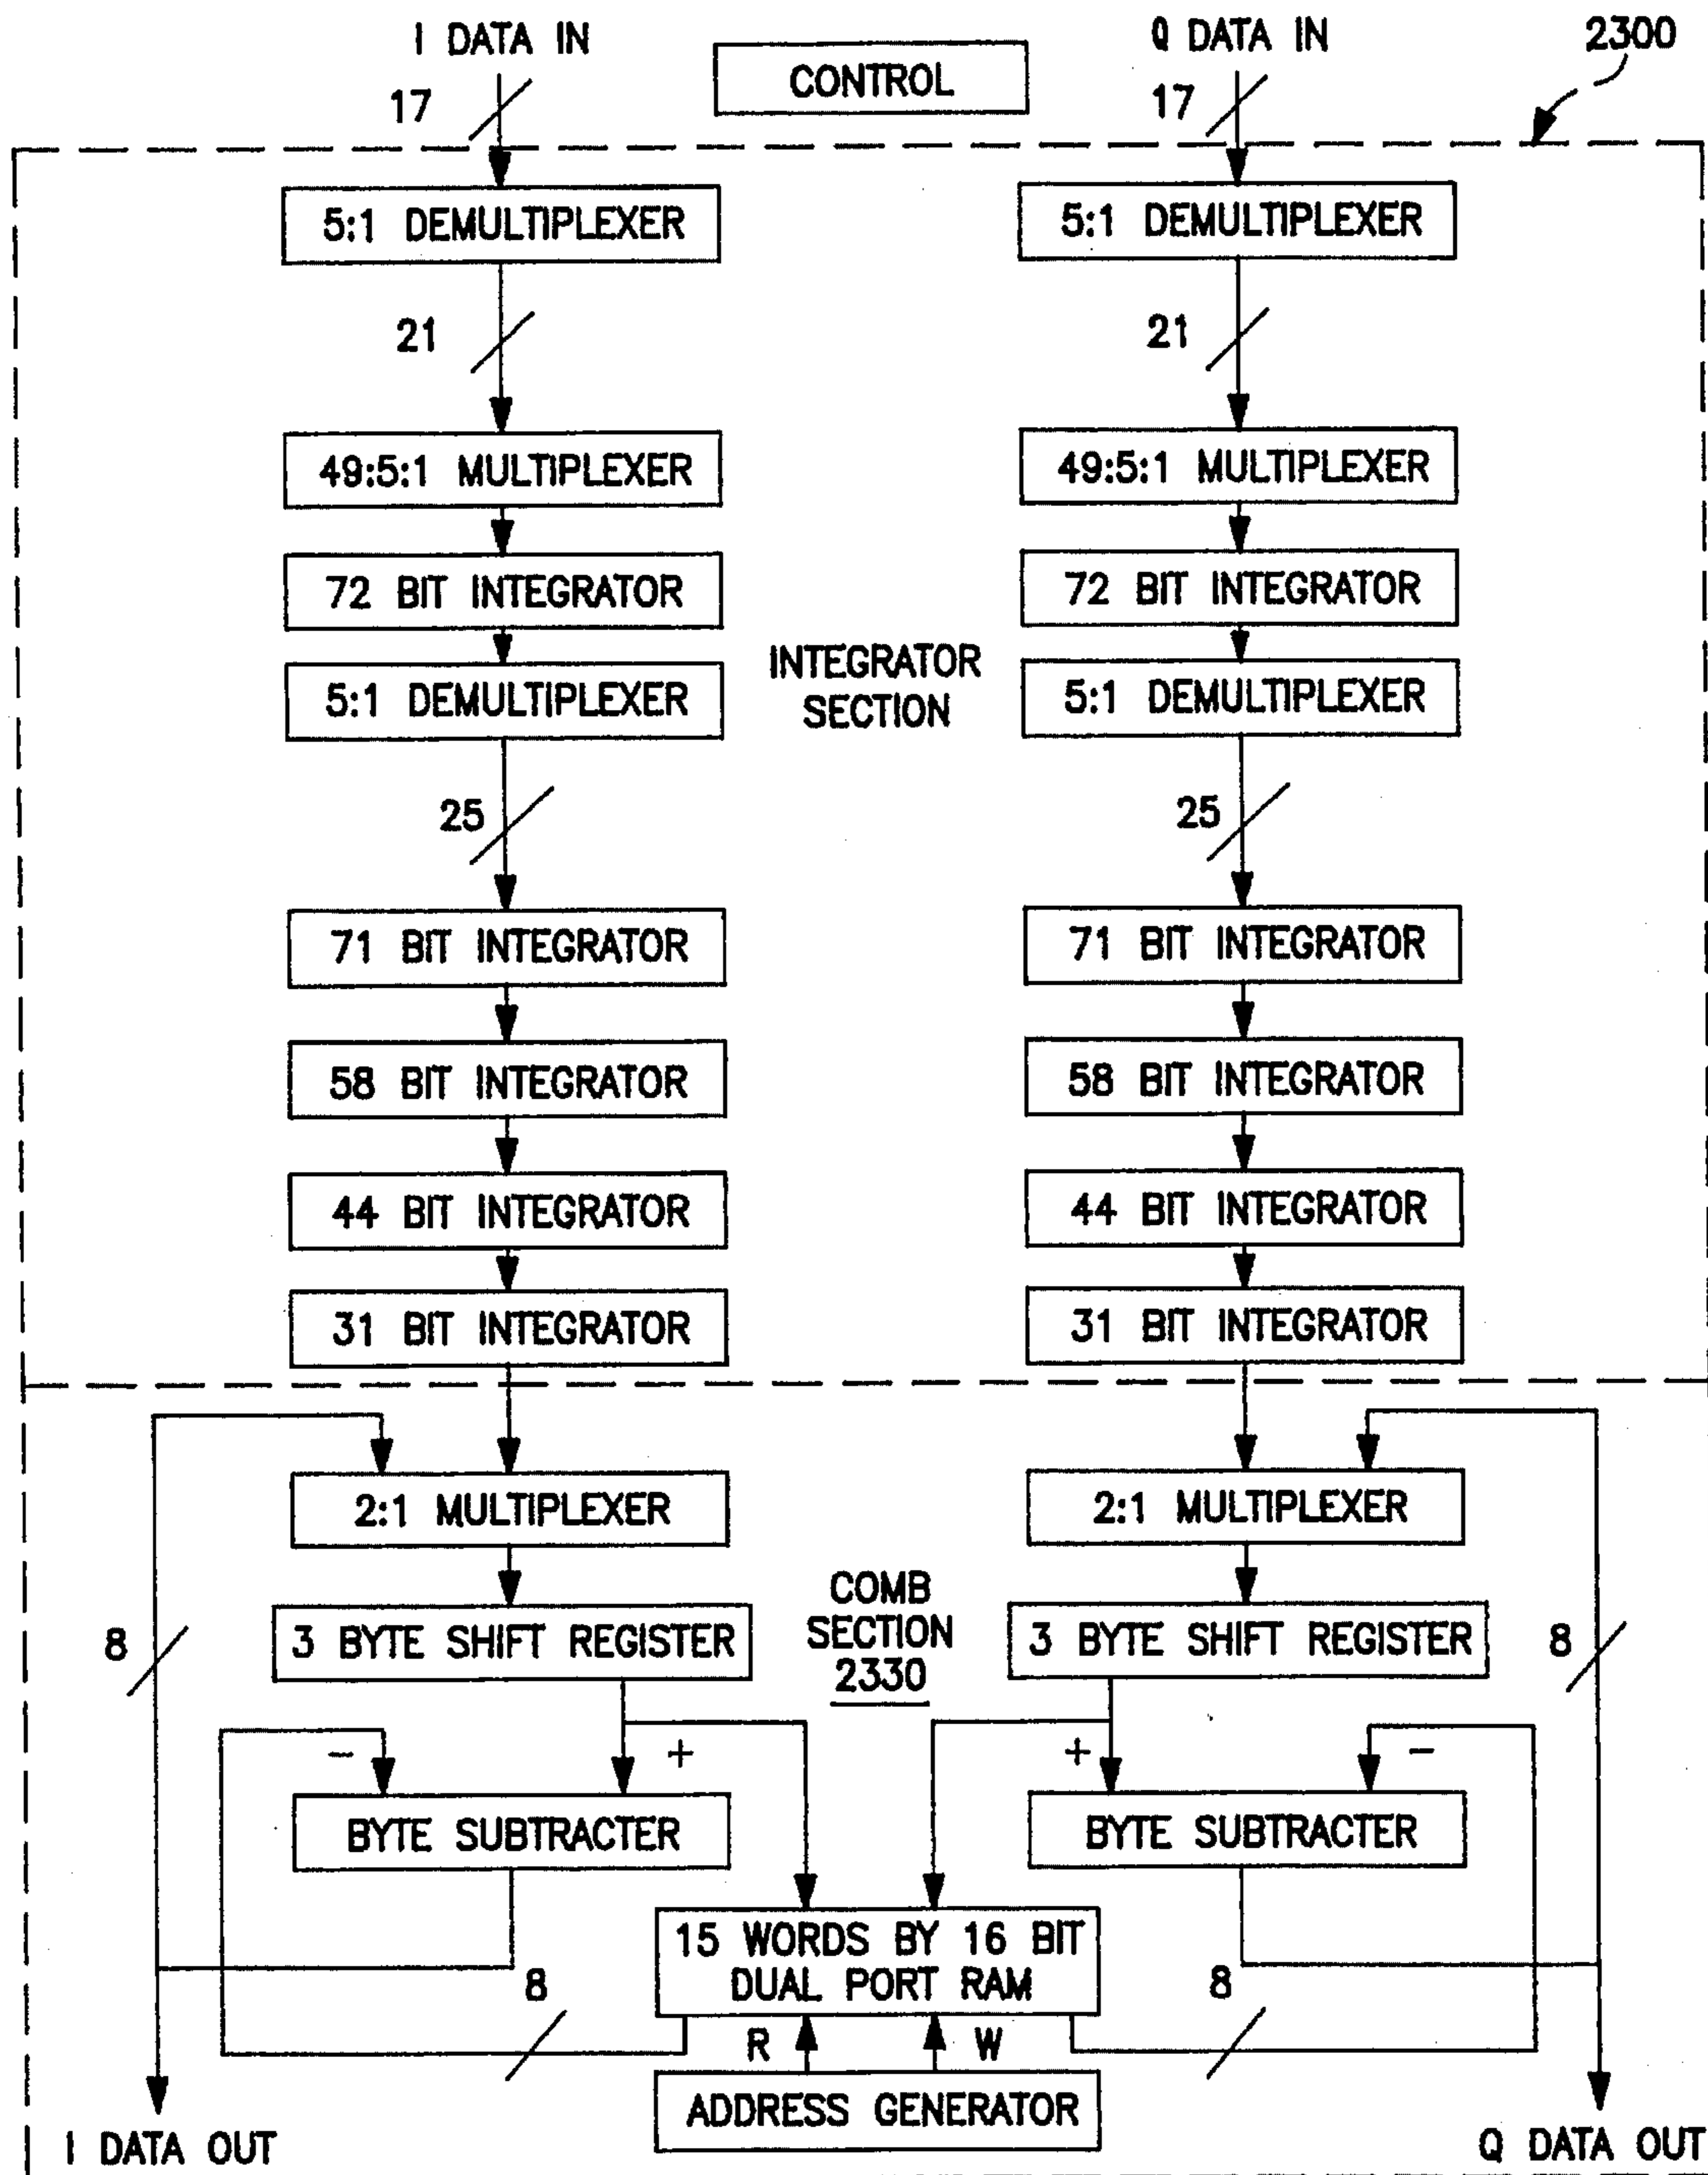 I DATA IN
CONTROL
Q DATA IN
2300
17
17
5:1 DEMULTIPLEXER
5:1 DEMULTIPLEXER
21
21
49:5:1 MULTIPLEXER
49:5:1 MULTIPLEXER
72 BIT INTEGRATOR
72 BIT INTEGRATOR
INTEGRATOR
SECTION
5:1 DEMULTIPLEXER
5:1 DEMULTIPLEXER
25
25
71 BIT INTEGRATOR
71 BIT INTEGRATOR
58 BIT INTEGRATOR
58 BIT INTEGRATOR
44 BIT INTEGRATOR
44 BIT INTEGRATOR
31 BIT INTEGRATOR
31 BIT INTEGRATOR
2:1 MULTIPLEXER
2:1 MULTIPLEXER
COMB
SECTION
2330
3 BYTE SHIFT REGISTER
3 BYTE SHIFT REGISTER
8
8
-
+
+
-
BYTE SUBTRACTER
BYTE SUBTRACTER
15 WORDS BY 16 BIT
DUAL PORT RAM
8
8
R
W
ADDRESS GENERATOR
I DATA OUT
Q DATA OUT